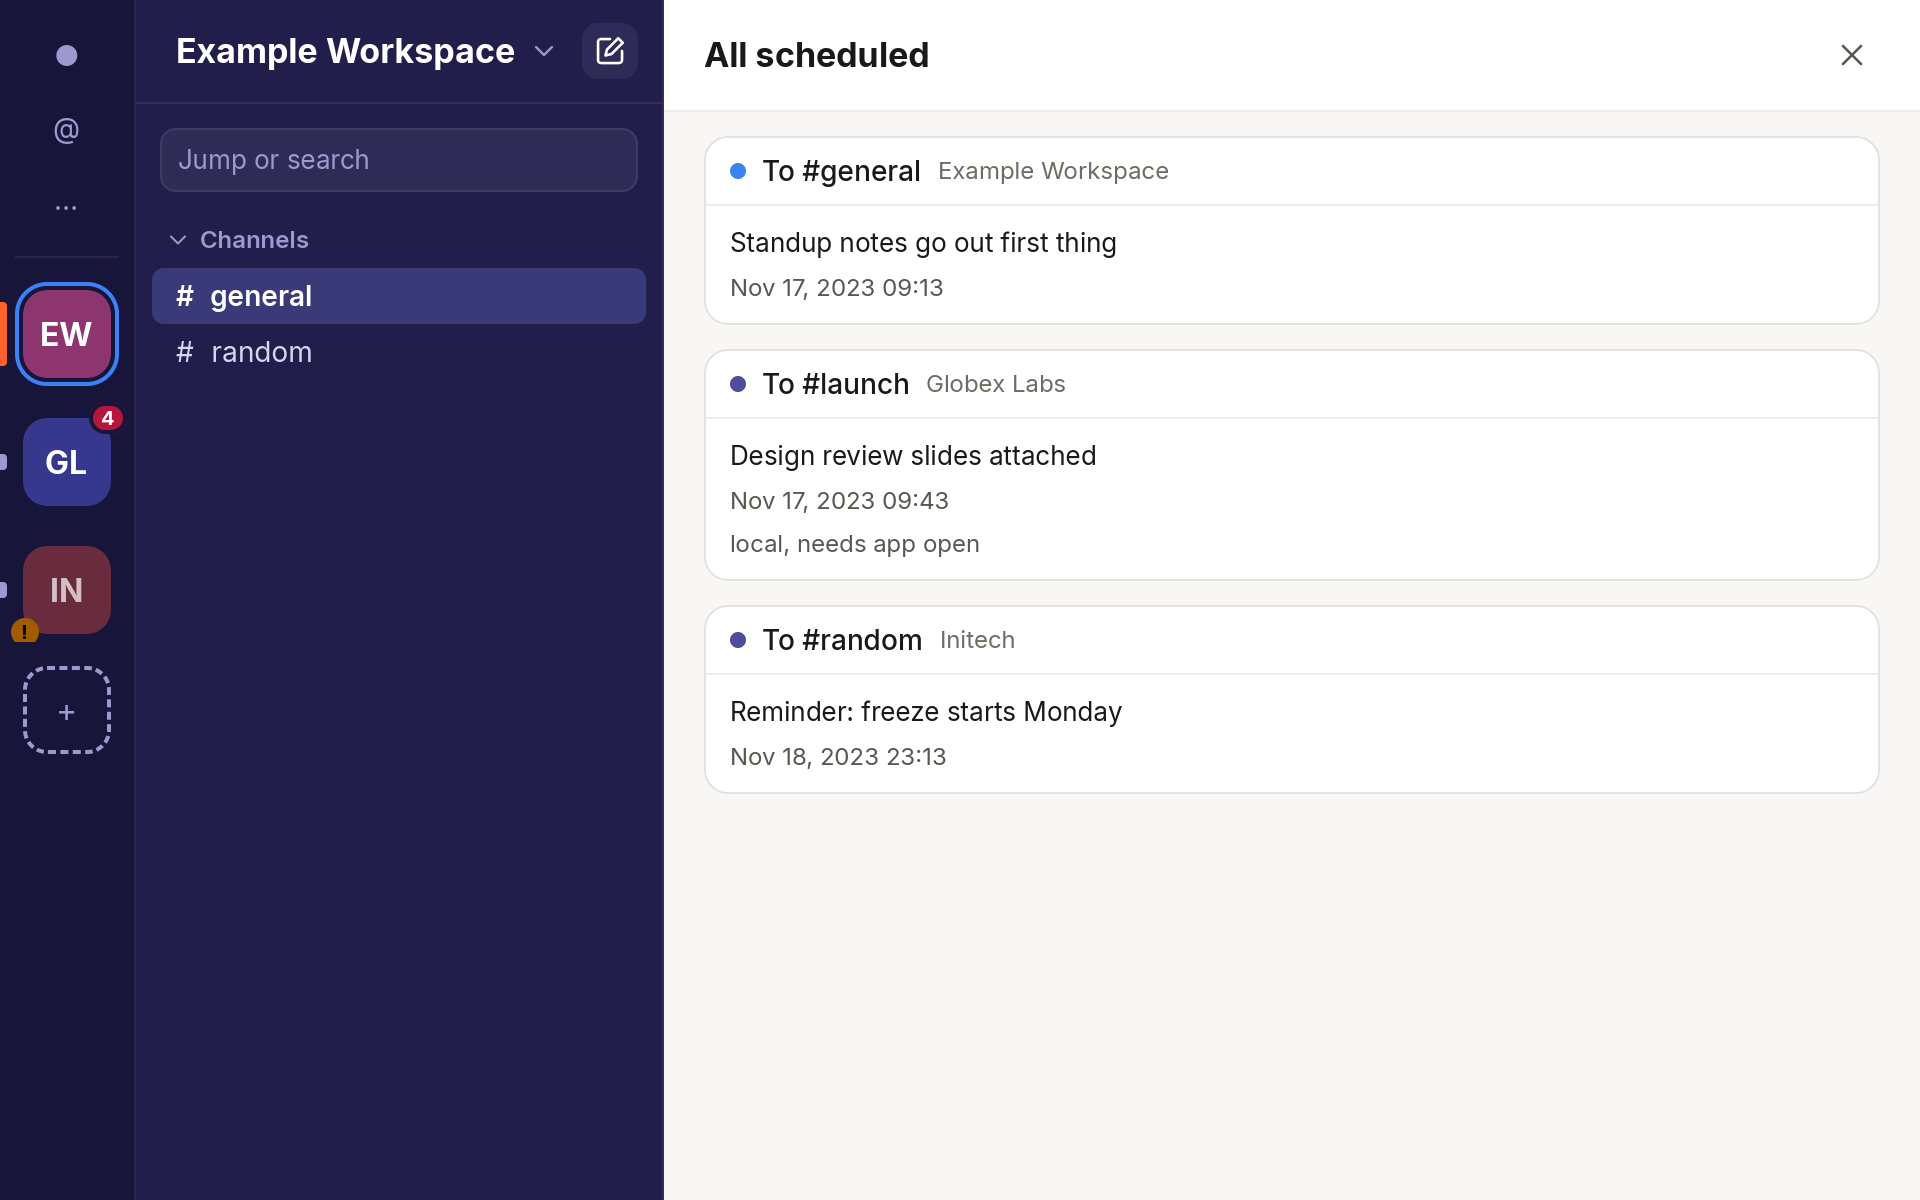 @
...
EW
4
GL
IN
!
+
Example Workspace
Jump or search
Channels
# general
# random
All scheduled
To #general Example Workspace
Standup notes go out first thing
Nov 17, 2023 09:13
To #launch Globex Labs
Design review slides attached
Nov 17, 2023 09:43
local, needs app open
To #random Initech
Reminder: freeze starts Monday
Nov 18, 2023 23:13